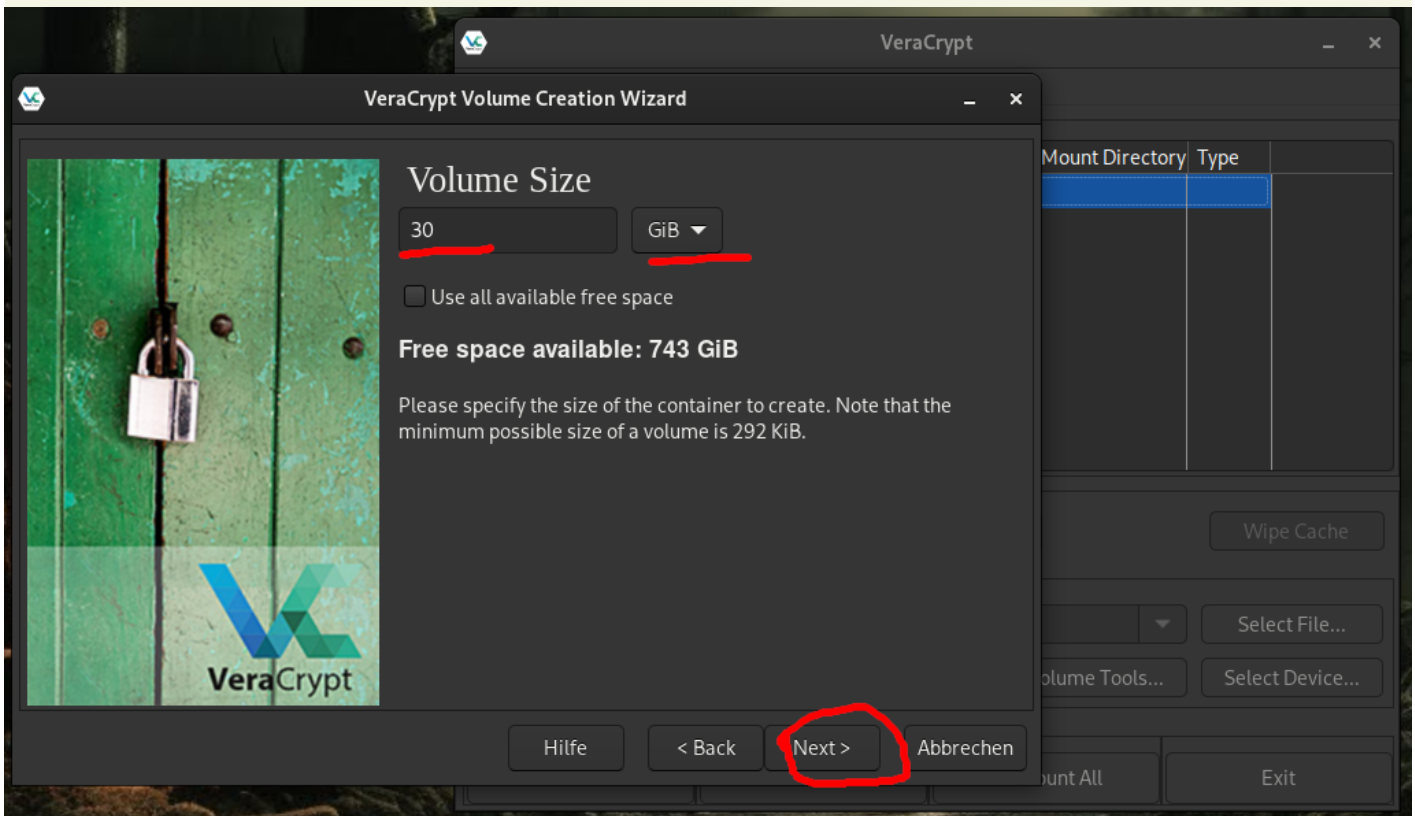 VeraCrypt
VeraCrypt Volume Creation Wizard
Mount Directory Type
Volume Size
30 GiB
Use all available free space
Free space available: 743 GiB
Please specify the size of the container to create. Note that the
minimum possible size of a volume is 292 KiB.
Wipe Cache
Select File...
VeraCrypt
Tools... Select Device...
Hilfe < Back Next > Abbrechen
All Exit